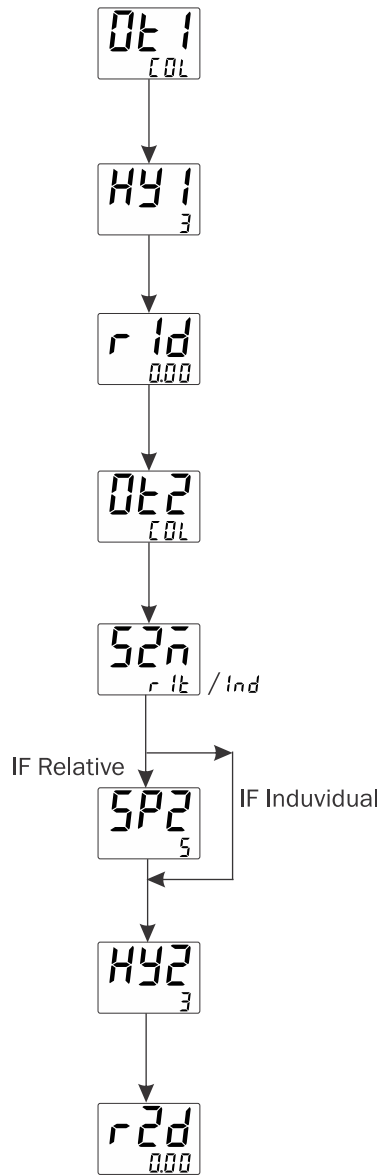 Ot1
COL
HY1
3
r1d
0.00
Ot2
COL
S2m
r1t / Ind
IF Relative
SP2
5
IF Induvidual
HY2
3
r2d
0.00